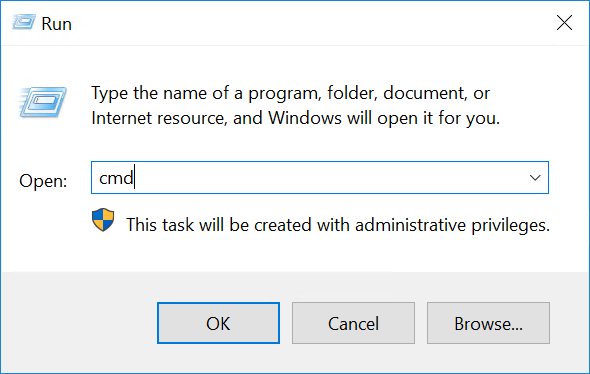 Run
Type the name of a program, folder, document, or
Internet resource, and Windows will open it for you.
Open: cmd
This task will be created with administrative privileges.
OK Cancel Browse...